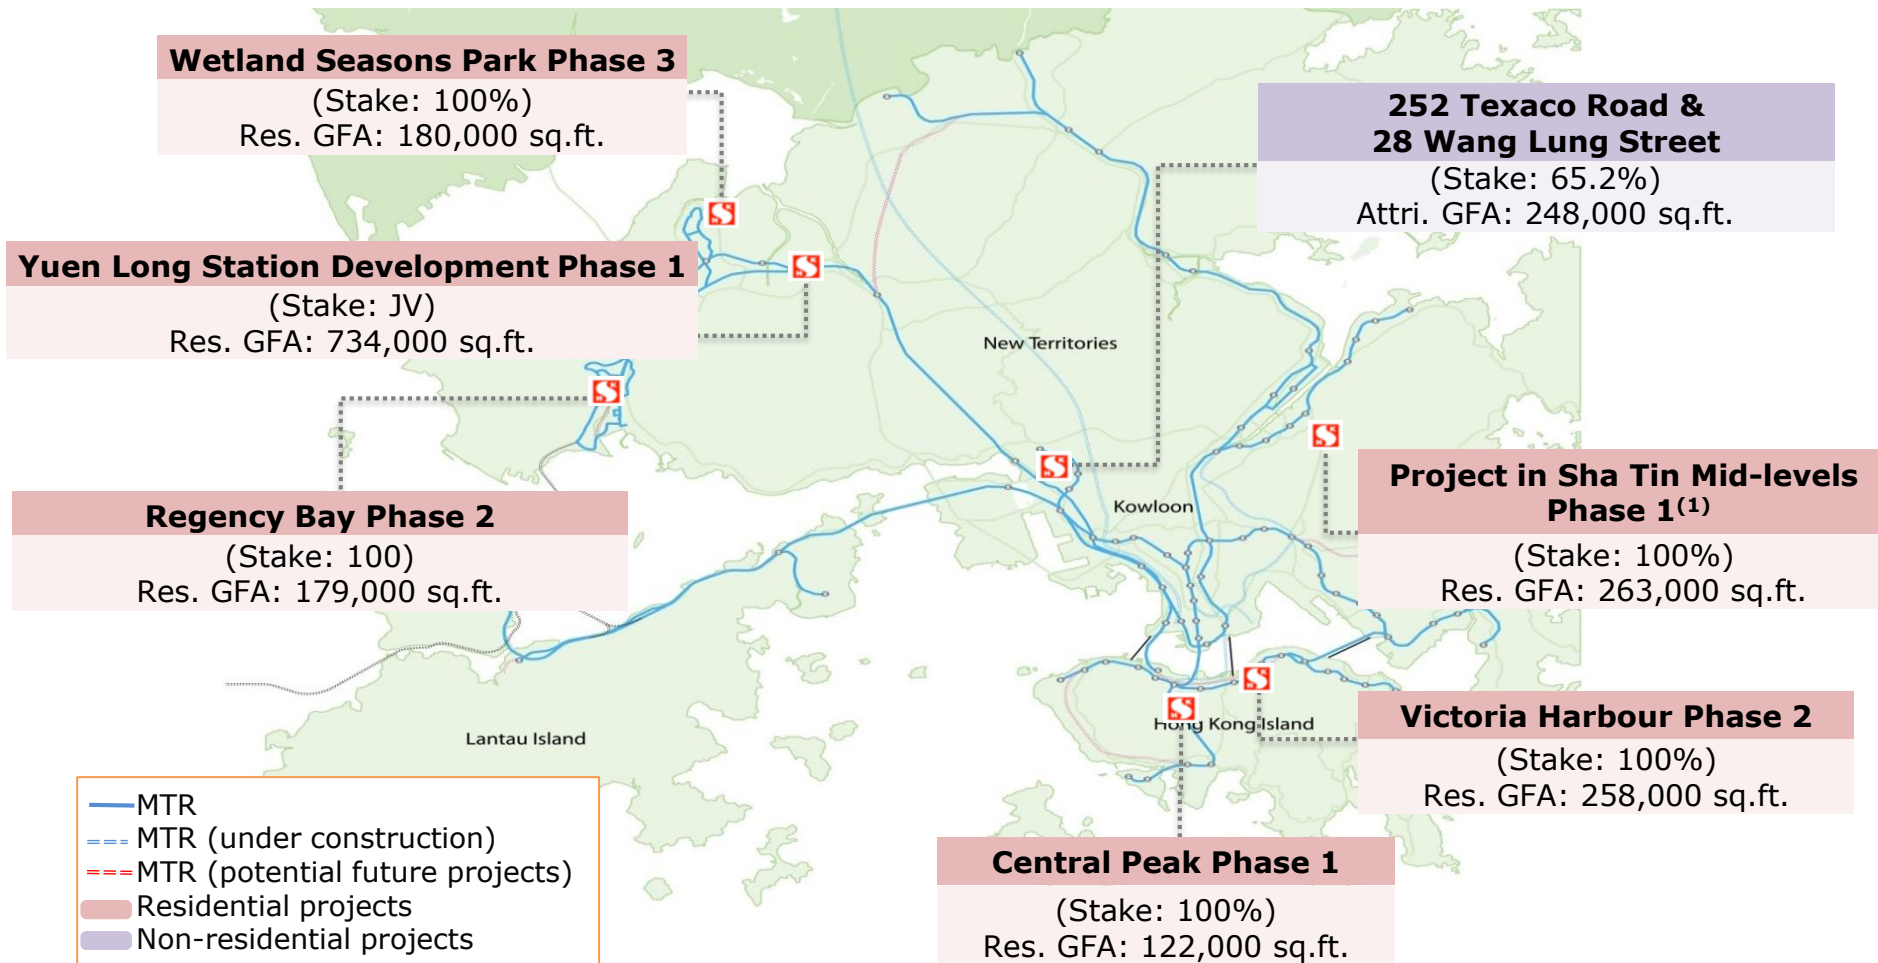 Wetland Seasons Park Phase 3
(Stake: 100%)
Res. GFA: 180,000 sq.ft.
252 Texaco Road &
28 Wang Lung Street
(Stake: 65.2%)
Attri. GFA: 248,000 sq.ft.
Yuen Long Station Development Phase 1
(Stake: JV)
Res. GFA: 734,000 sq.ft.
New Territories
Regency Bay Phase 2
(Stake: 100)
Res. GFA: 179,000 sq.ft.
Kowloon
Project in Sha Tin Mid-levels
Phase 1(1)
(Stake: 100%)
Res. GFA: 263,000 sq.ft.
Lantau Island
Hong Kong Island
Victoria Harbour Phase 2
(Stake: 100%)
Res. GFA: 258,000 sq.ft.
Central Peak Phase 1
(Stake: 100%)
Res. GFA: 122,000 sq.ft.
MTR
MTR (under construction)
MTR (potential future projects)
Residential projects
Non-residential projects